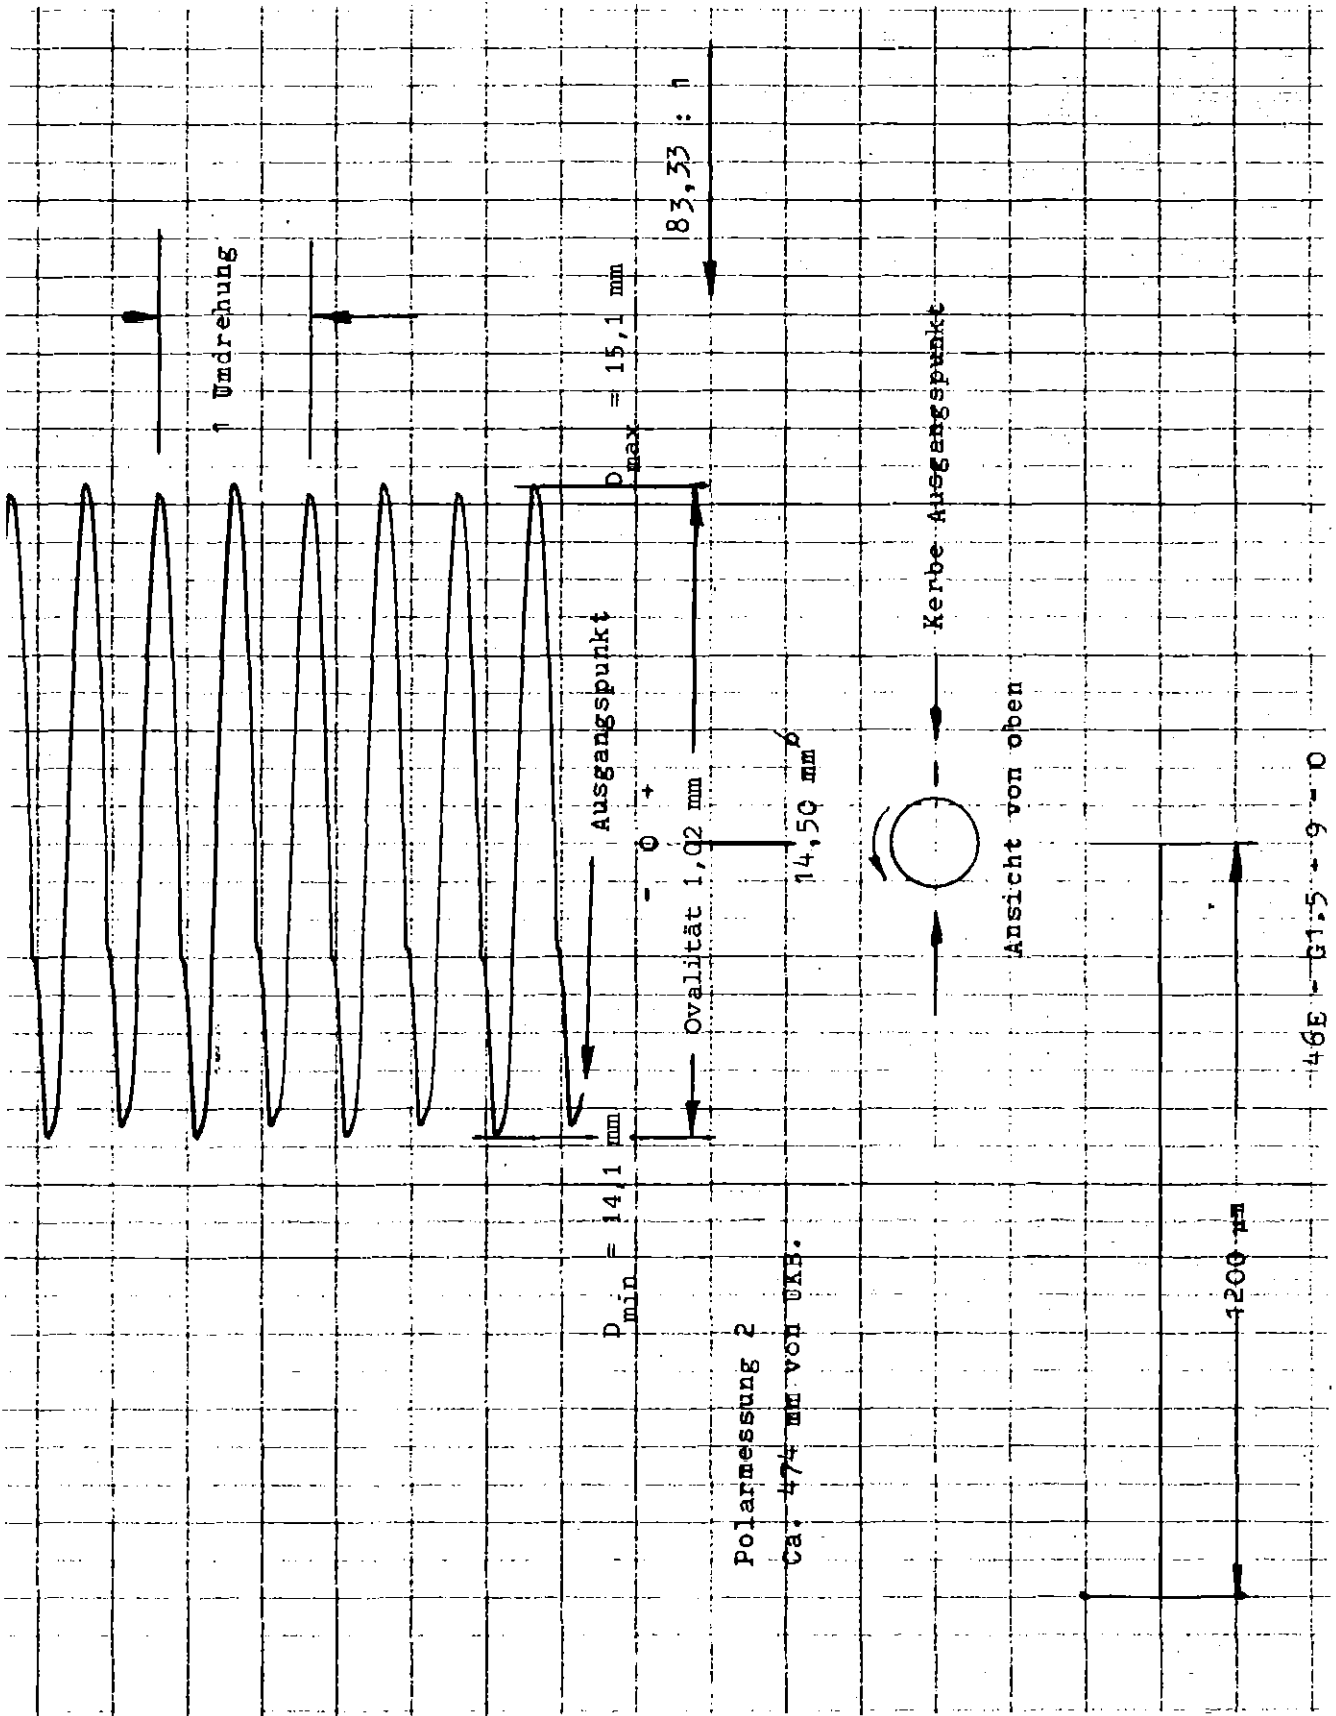 1 Umdrehung
83,33 : 1
D max = 15,1 mm
Ausgangspunkt
- 0 +
Ovalität 1,02 mm
14,50 mm ø
D min = 14,1 mm
Polarmessung 2
Ca. 474 mm von UKB.
Kerbe Ausgangspunkt
Ansicht von oben
1200 µm
46E - G1.5 - 9 - D